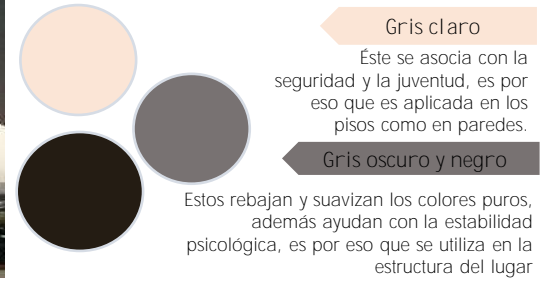 Gris claro
Éste se asocia con la
seguridad y la juventud, es por
eso que es aplicada en los
pisos como en paredes.
Gris oscuro y negro
Estos rebajan y suavizan los colores puros,
además ayudan con la estabilidad
psicológica, es por eso que se utiliza en la
estructura del lugar